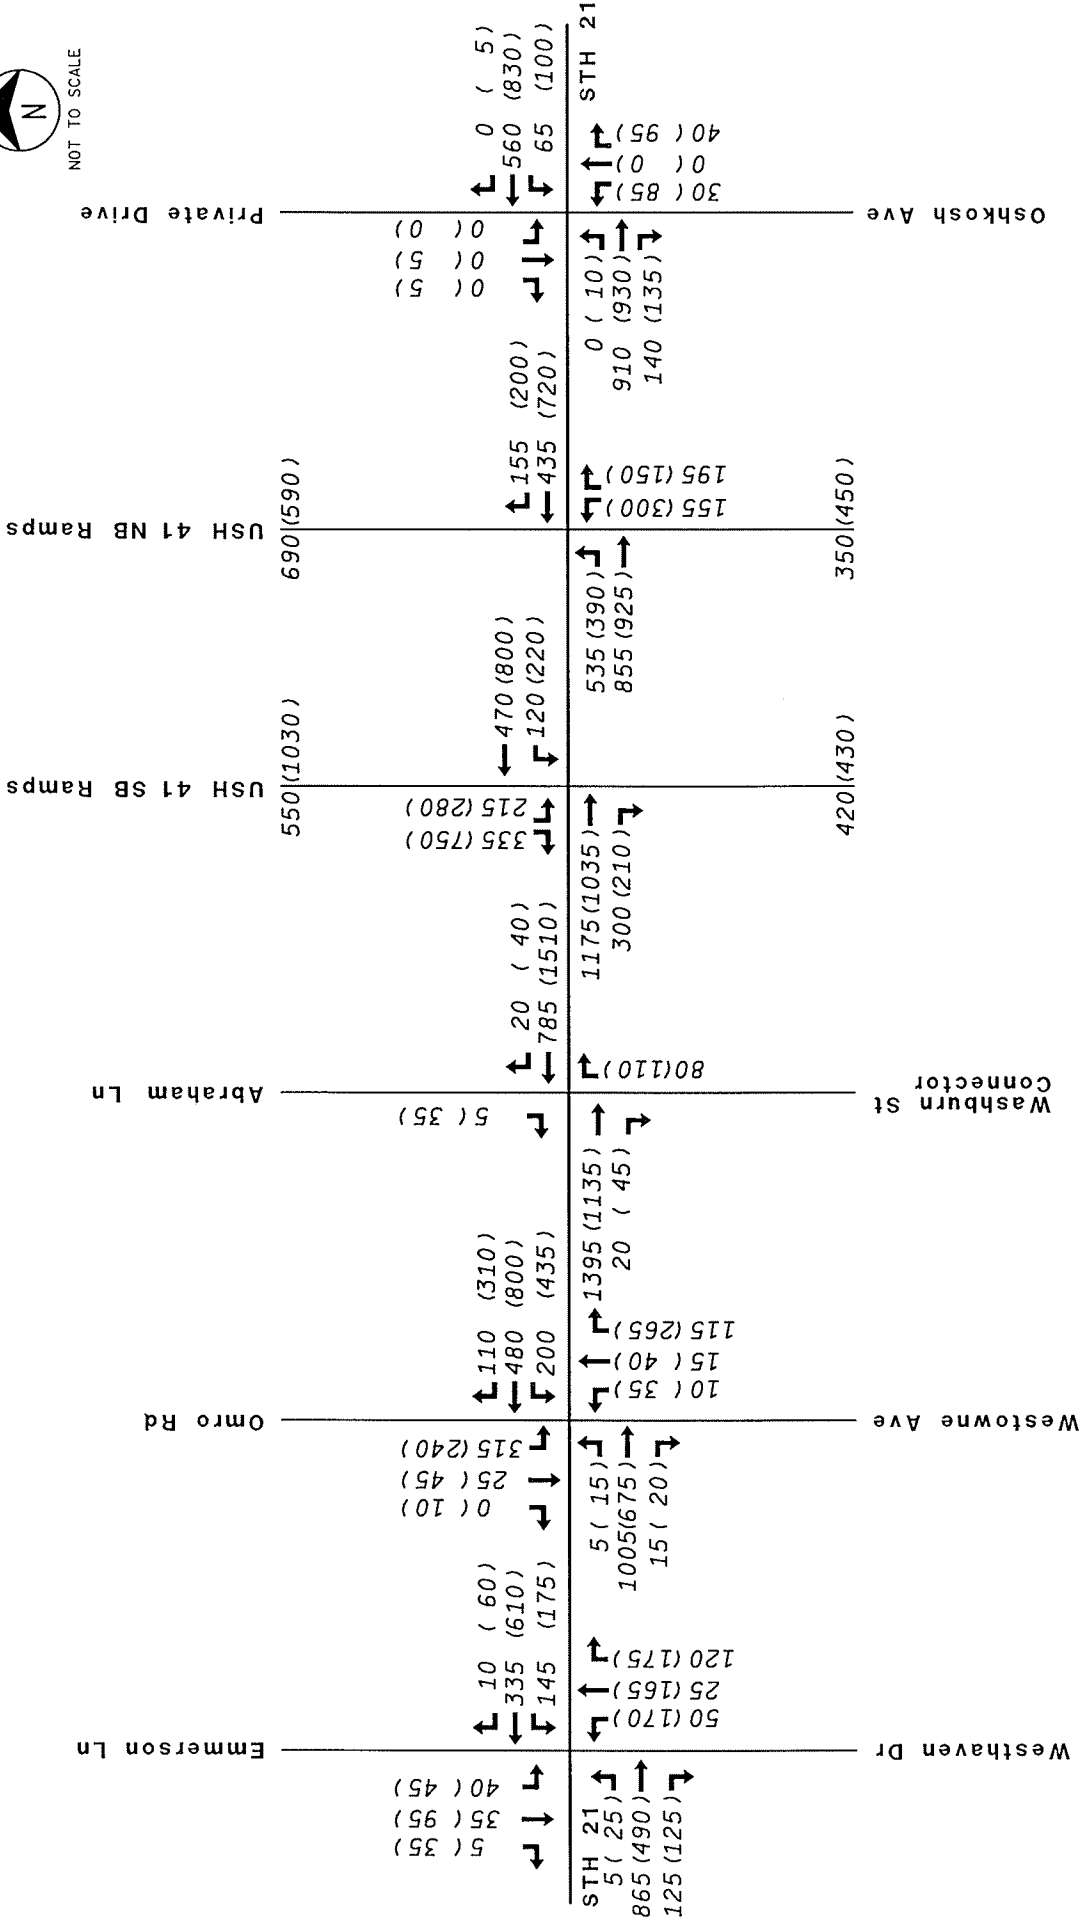 N
NOT TO SCALE
STH 21
Private Drive
0 ( 5)
560 (830)
65 (100)
0( 0)
0( 5)
0( 5)
30( 85)
0( 0)
40( 95)
0 ( 10)
910 (930)
140 (135)
Oshkosh Ave
USH 41 NB Ramps
690(590)
155 (200)
435 (720)
155(300)
195(150)
535(390)
855(925)
350(450)
USH 41 SB Ramps
550(1030)
470(800)
120(220)
215(280)
335(750)
1175(1035)
300(210)
420(430)
Abraham Ln
20 ( 40)
785 (1510)
5( 35)
80(110)
1395(1135)
20 ( 45)
Washburn St
Connector
Omro Rd
110 (310)
480 (800)
200 (435)
315(240)
25( 45)
0( 10)
10( 35)
15( 40)
115(265)
5( 15)
1005(675)
15( 20)
Westowne Ave
Emmerson Ln
10 ( 60)
335 (610)
145 (175)
40( 45)
35( 95)
5( 35)
50(170)
25(165)
120(175)
STH 21
5( 25)
865(490)
125(125)
Westhaven Dr